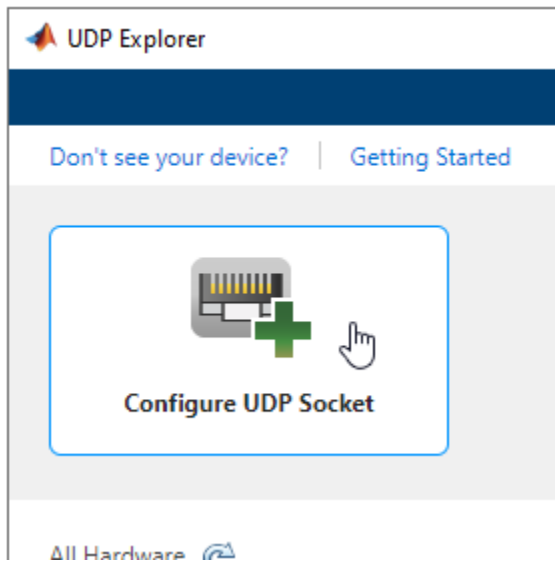 UDP Explorer
Don't see your device? Getting Started
Configure UDP Socket
All Hardware